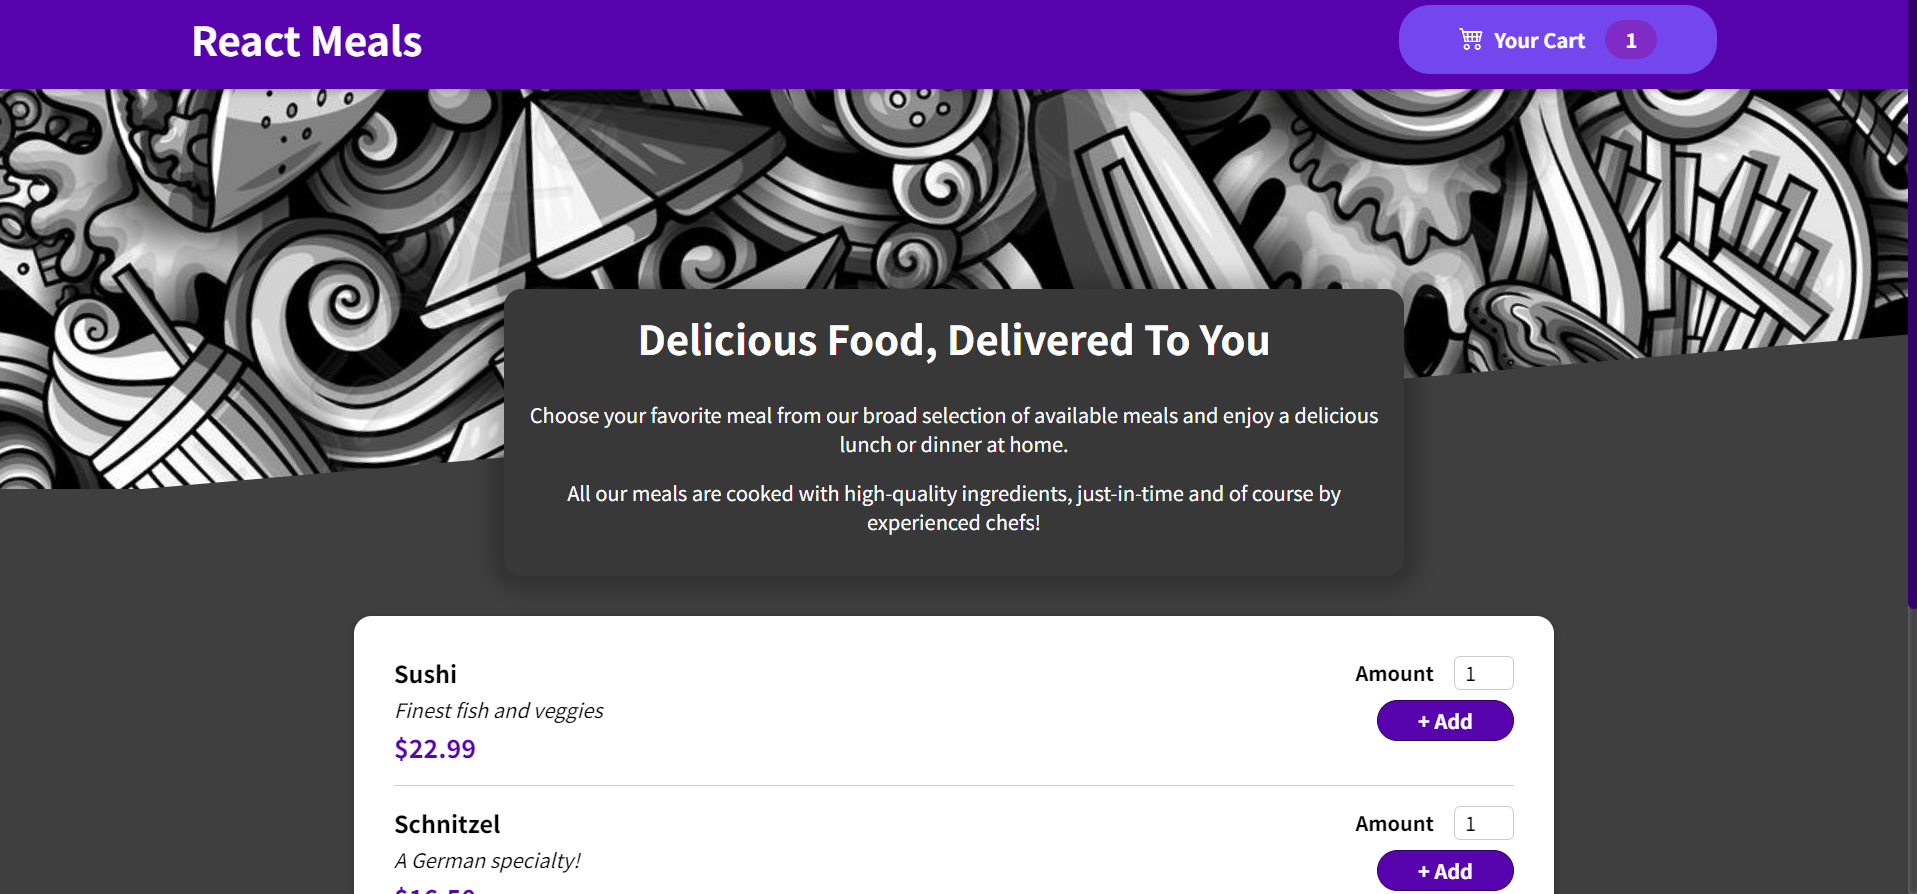 React Meals
Your Cart 1
Delicious Food, Delivered To You
Choose your favorite meal from our broad selection of available meals and enjoy a delicious
lunch or dinner at home.
All our meals are cooked with high-quality ingredients, just-in-time and of course by
experienced chefs!
Sushi
Amount 1
Finest fish and veggies
+ Add
$22.99
Schnitzel
Amount 1
A German specialty!
+ Add
$16.50